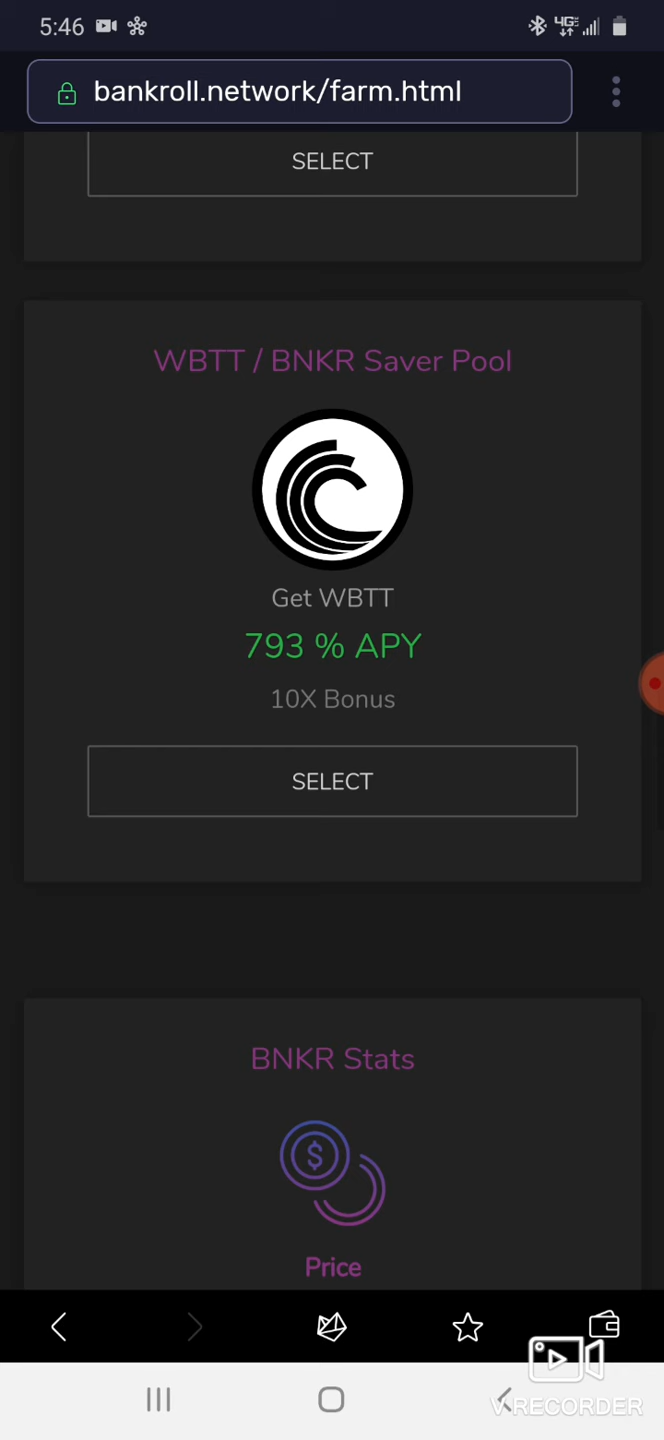 5:46
4GE
bankroll.network/farm.html
SELECT
WBTT / BNKR Saver Pool
Get WBTT
793 % APY
10X Bonus
SELECT
BNKR Stats
$
Price
V RECORDER